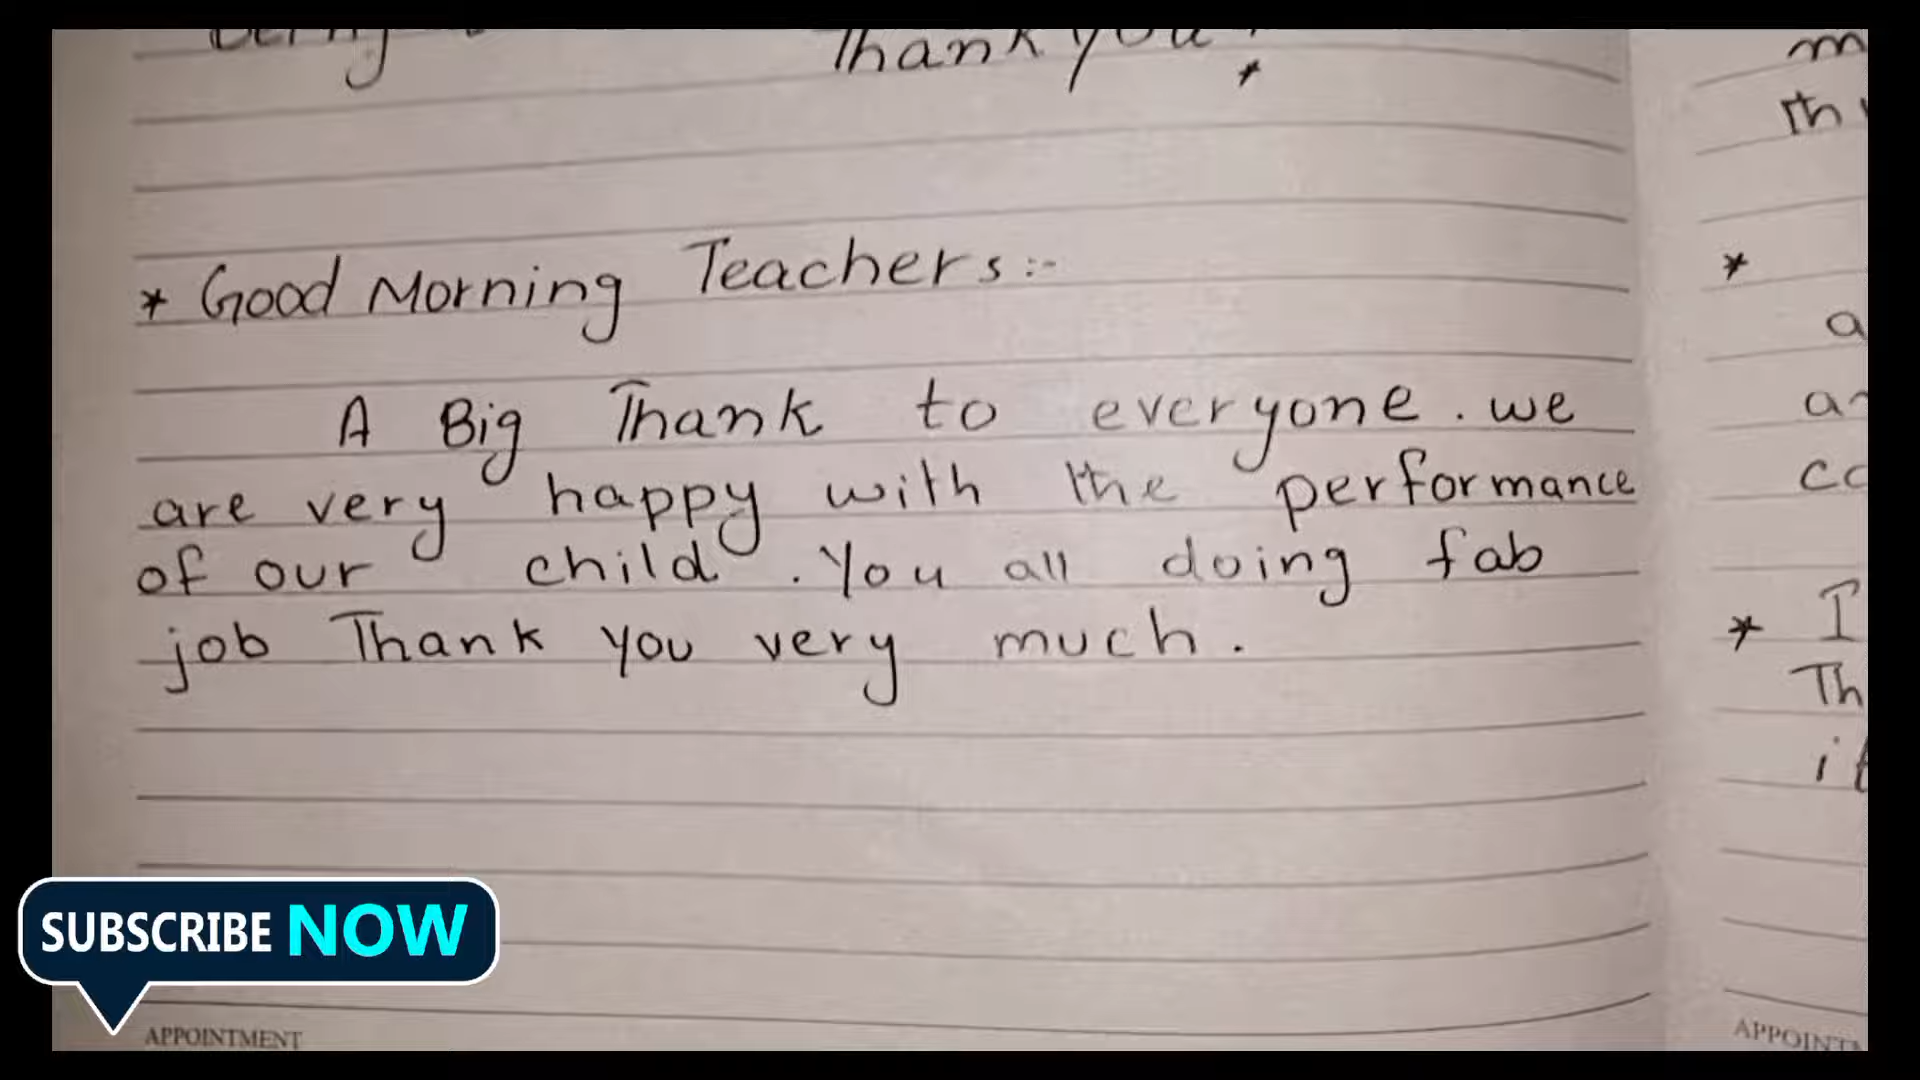 Thank you!
* Good Morning Teachers:-
A Big Thank to everyone. we
are very happy with the performance
of our child. You all doing fab
job Thank you very much.
*
* I
SUBSCRIBE NOW
APPOINTMENT